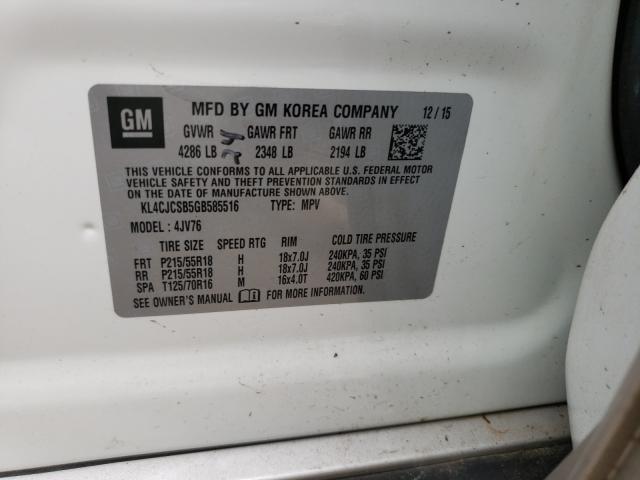 GM
MFD BY GM KOREA COMPANY 12/15
GVWR GAWR FRT GAWR RR
4286 LB 2348 LB 2194 LB
THIS VEHICLE CONFORMS TO ALL APPLICABLE U.S. FEDERAL MOTOR
VEHICLE SAFETY AND THEFT PREVENTION STANDARDS IN EFFECT
ON THE DATE OF MANUFACTURE SHOWN ABOVE.
KL4CJCSB5GB585516 TYPE: MPV
MODEL: 4JV76
TIRE SIZE SPEED RTG RIM COLD TIRE PRESSURE
FRT P215/55R18 H 18x7.0J 240KPA, 35 PSI
RR P215/55R18 H 18x7.0J 240KPA, 35 PSI
SPA T125/70R16 M 16x4.0T 420KPA, 60 PSI
SEE OWNER'S MANUAL FOR MORE INFORMATION.